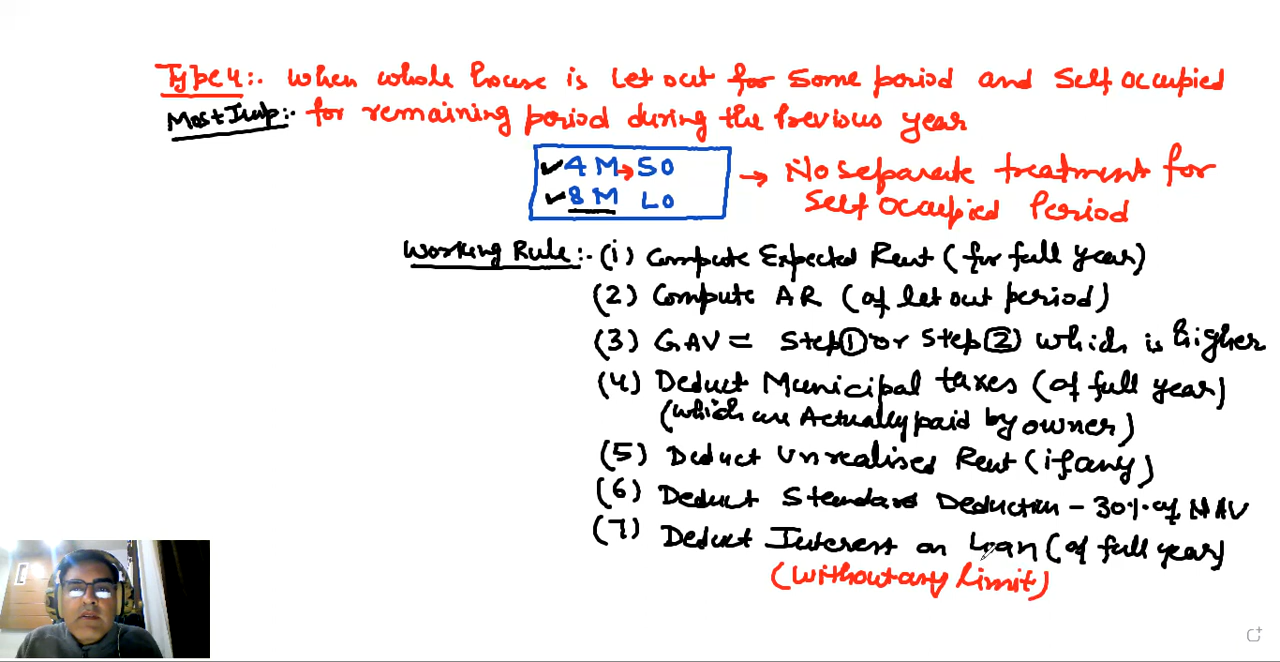 Type 4:. When whole house is Let out for Some period and Self Occupied
Most Imp:. for remaining period during the Previous year
✓ 4 M → SO
✓ 8 M LO
→ No separate treatment for
Self Occupied Period
Working Rule:. (i) Compute Expected Rent (for full year)
(2) Compute AR (of let out period)
(3) GAV = Step ① or Step ② which is higher
(4) Deduct Municipal taxes (of full year)
(which are Actually paid by owner)
(5) Deduct Unrealised Rent (if any)
(6) Deduct Standard Deduction - 30% of NAV
(7) Deduct Interest on Loan (of full year)
(without any limit)